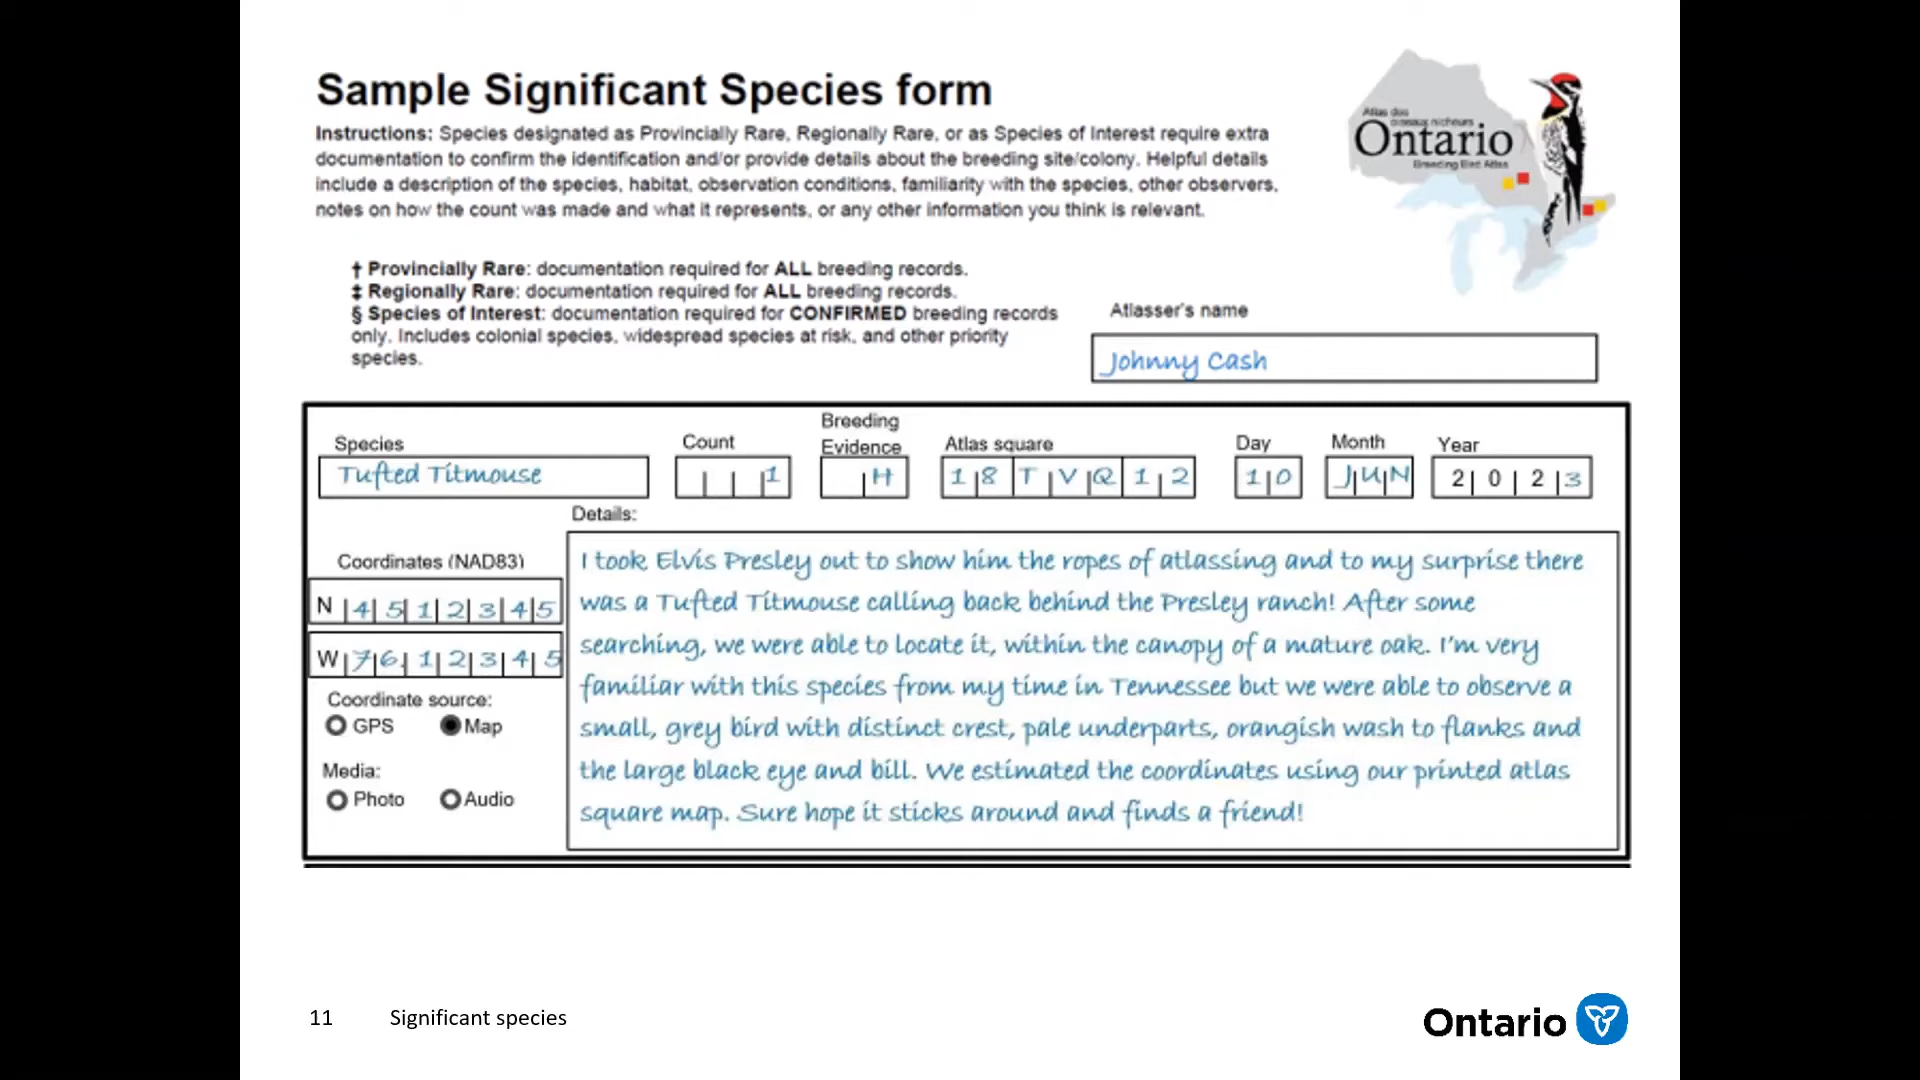 Sample Significant Species form
Instructions: Species designated as Provincially Rare, Regionally Rare, or as Species of Interest require extra
documentation to confirm the identification and/or provide details about the breeding site/colony. Helpful details
include a description of the species, habitat, observation conditions, familiarity with the species, other observers,
notes on how the count was made and what it represents, or any other information you think is relevant.
Atlas des
oiseaux nicheurs
Ontario
Breeding Bird Atlas
† Provincially Rare: documentation required for ALL breeding records.
‡ Regionally Rare: documentation required for ALL breeding records.
§ Species of Interest: documentation required for CONFIRMED breeding records
only. Includes colonial species, widespread species at risk, and other priority
species.
Atlasser's name
Johnny Cash
Species
Tufted Titmouse
Count
1
Breeding
Evidence
H
Atlas square
18TVQ12
Day
10
Month
JUN
Year
2023
Coordinates (NAD83)
N 4512345
W 7612345
Coordinate source:
GPS Map
Media:
Photo Audio
Details:
I took Elvis Presley out to show him the ropes of atlassing and to my surprise there
was a Tufted Titmouse calling back behind the Presley ranch! After some
searching, we were able to locate it, within the canopy of a mature oak. I'm very
familiar with this species from my time in Tennessee but we were able to observe a
small, grey bird with distinct crest, pale underparts, orangish wash to flanks and
the large black eye and bill. We estimated the coordinates using our printed atlas
square map. Sure hope it sticks around and finds a friend!
11 Significant species
Ontario